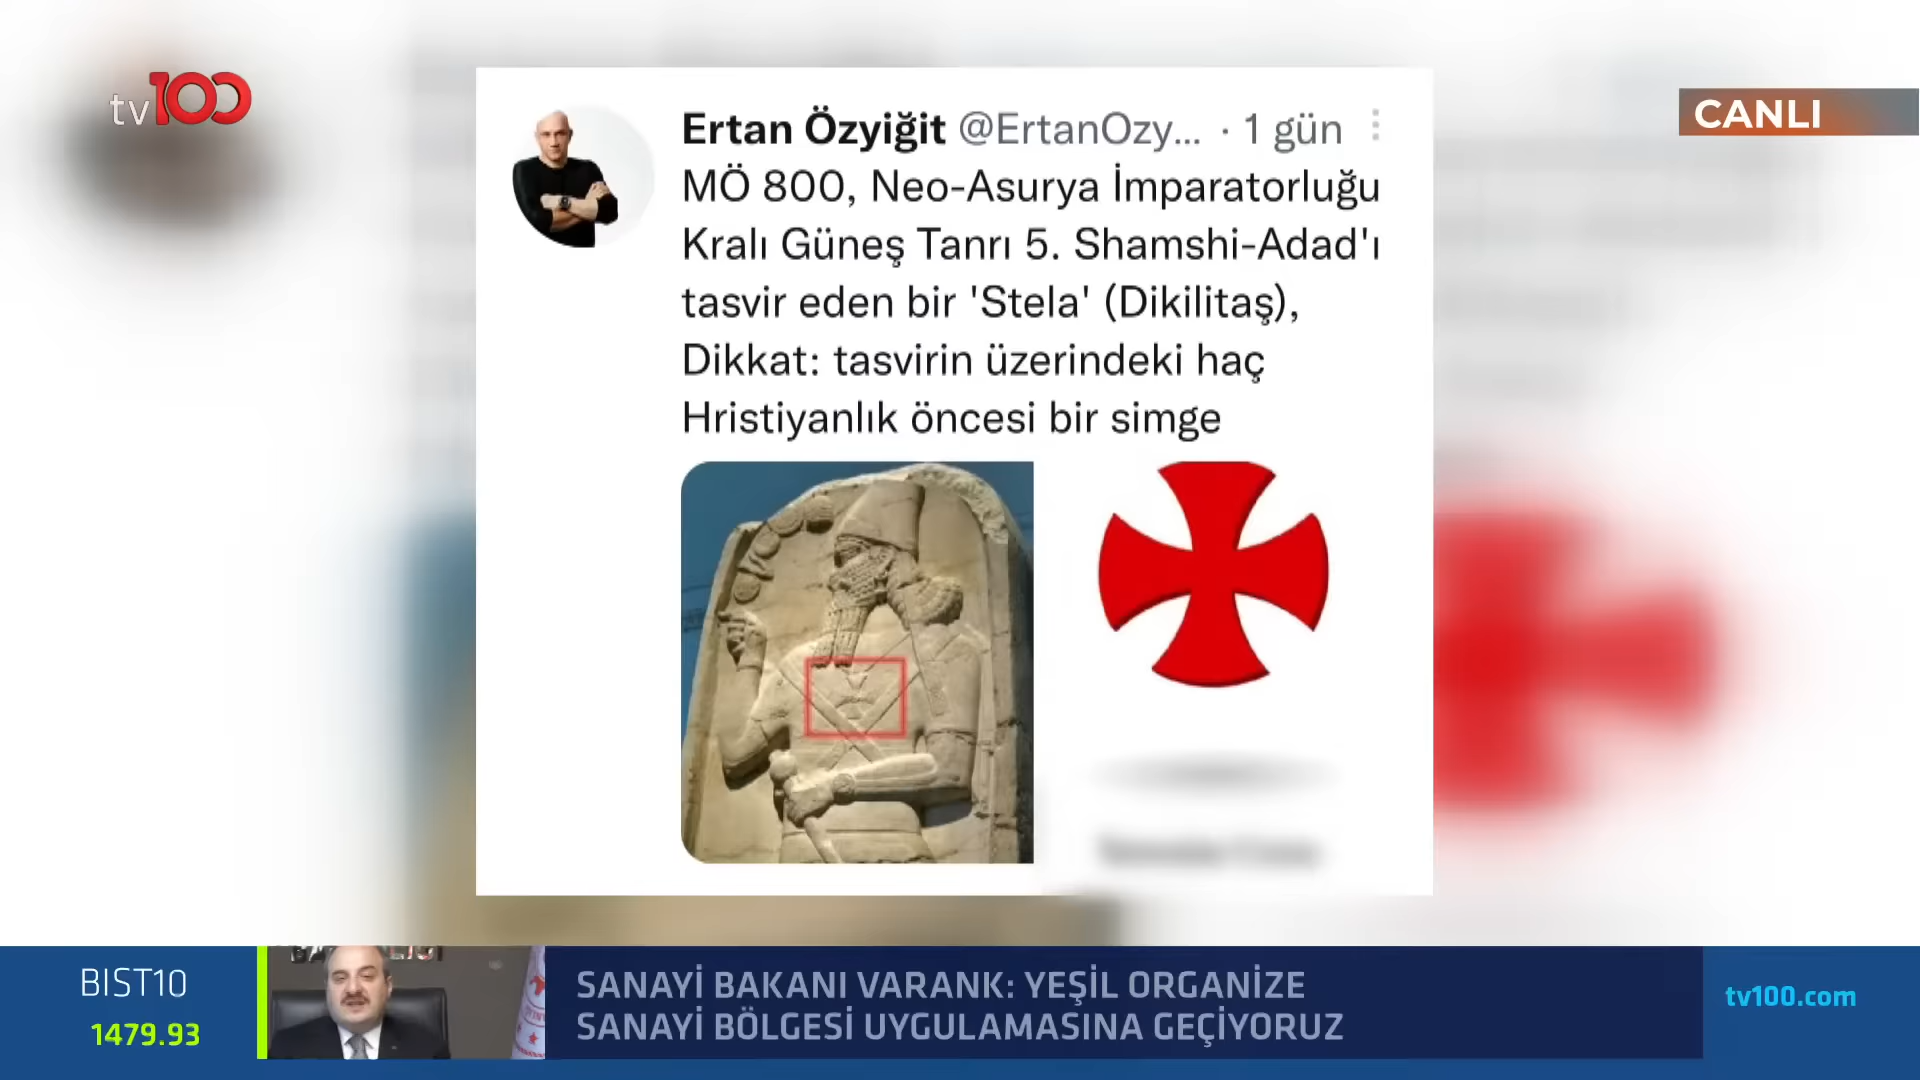 tv100
CANLI
Ertan Özyiğit @ErtanOzy... · 1 gün
MÖ 800, Neo-Asurya İmparatorluğu
Kralı Güneş Tanrı 5. Shamshi-Adad'ı
tasvir eden bir 'Stela' (Dikilitaş),
Dikkat: tasvirin üzerindeki haç
Hristiyanlık öncesi bir simge
BIST10
1479.93
SANAYİ BAKANI VARANK: YEŞİL ORGANİZE
SANAYİ BÖLGESİ UYGULAMASINA GEÇİYORUZ
tv100.com